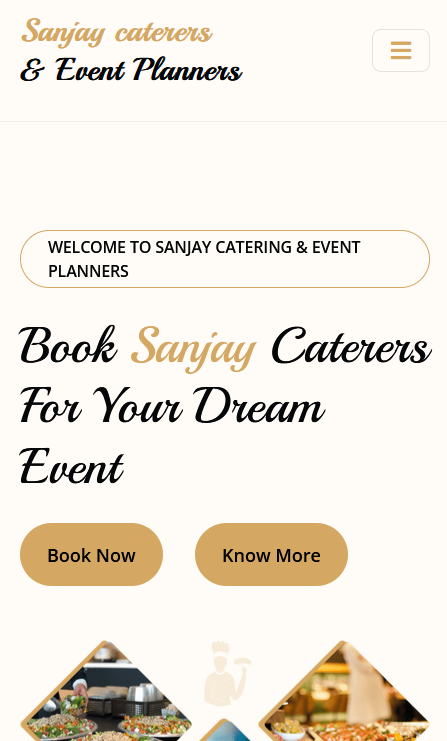 Sanjay caterers
& Event Planners
WELCOME TO SANJAY CATERING & EVENT
PLANNERS
Book Sanjay Caterers
For Your Dream
Event
Book Now
Know More